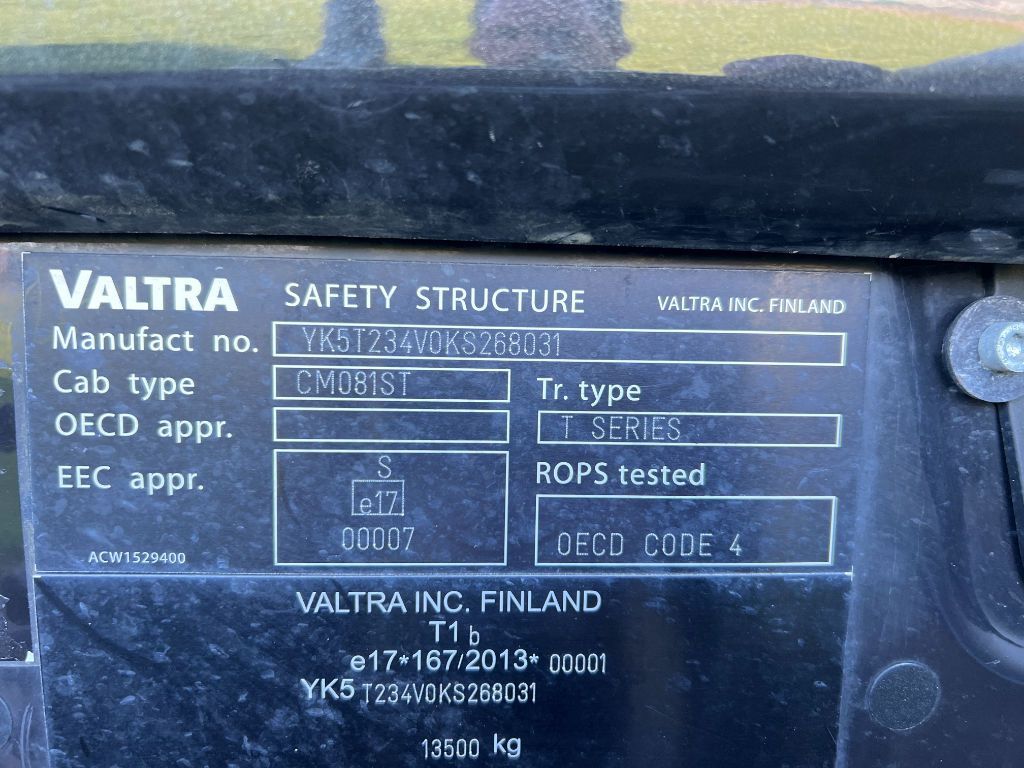 VALTRA SAFETY STRUCTURE VALTRA INC. FINLAND
Manufact no. YK5T234V0KS268031
Cab type CM081ST Tr. type
OECD appr. T SERIES
EEC appr. S ROPS tested
e17
00007 OECD CODE 4
ACW1529400
VALTRA INC. FINLAND
T1 b
e17*167/2013* 00001
YK5 T234V0KS268031
13500 kg